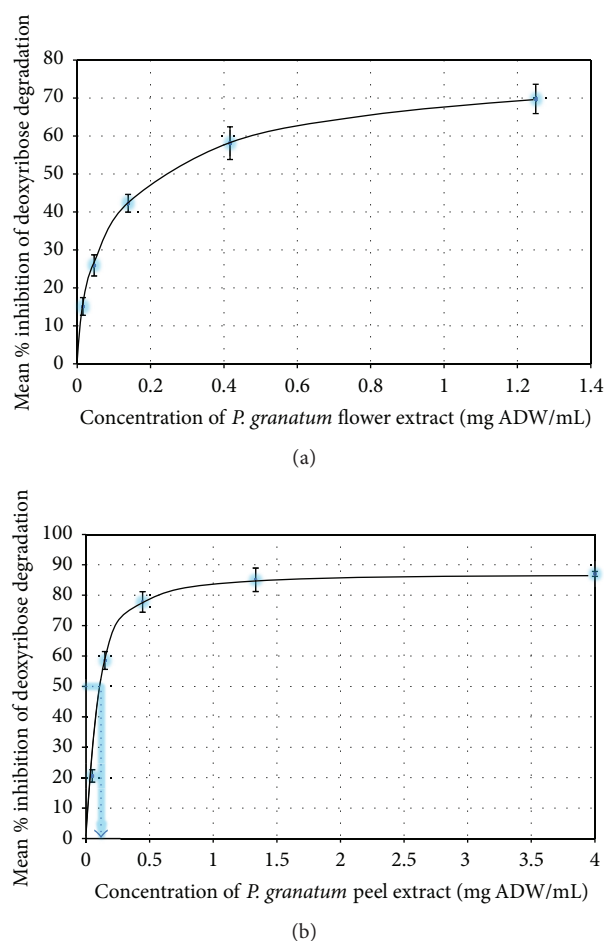 80
70
60
50
40
30
20
10
0
Mean % inhibition of deoxyribose degradation
0 0.2 0.4 0.6 0.8 1 1.2 1.4
Concentration of P. granatum flower extract (mg ADW/mL)
(a)
100
90
80
70
60
50
40
30
20
10
0
Mean % inhibition of deoxyribose degradation
0 0.5 1 1.5 2 2.5 3 3.5 4
Concentration of P. granatum peel extract (mg ADW/mL)
(b)